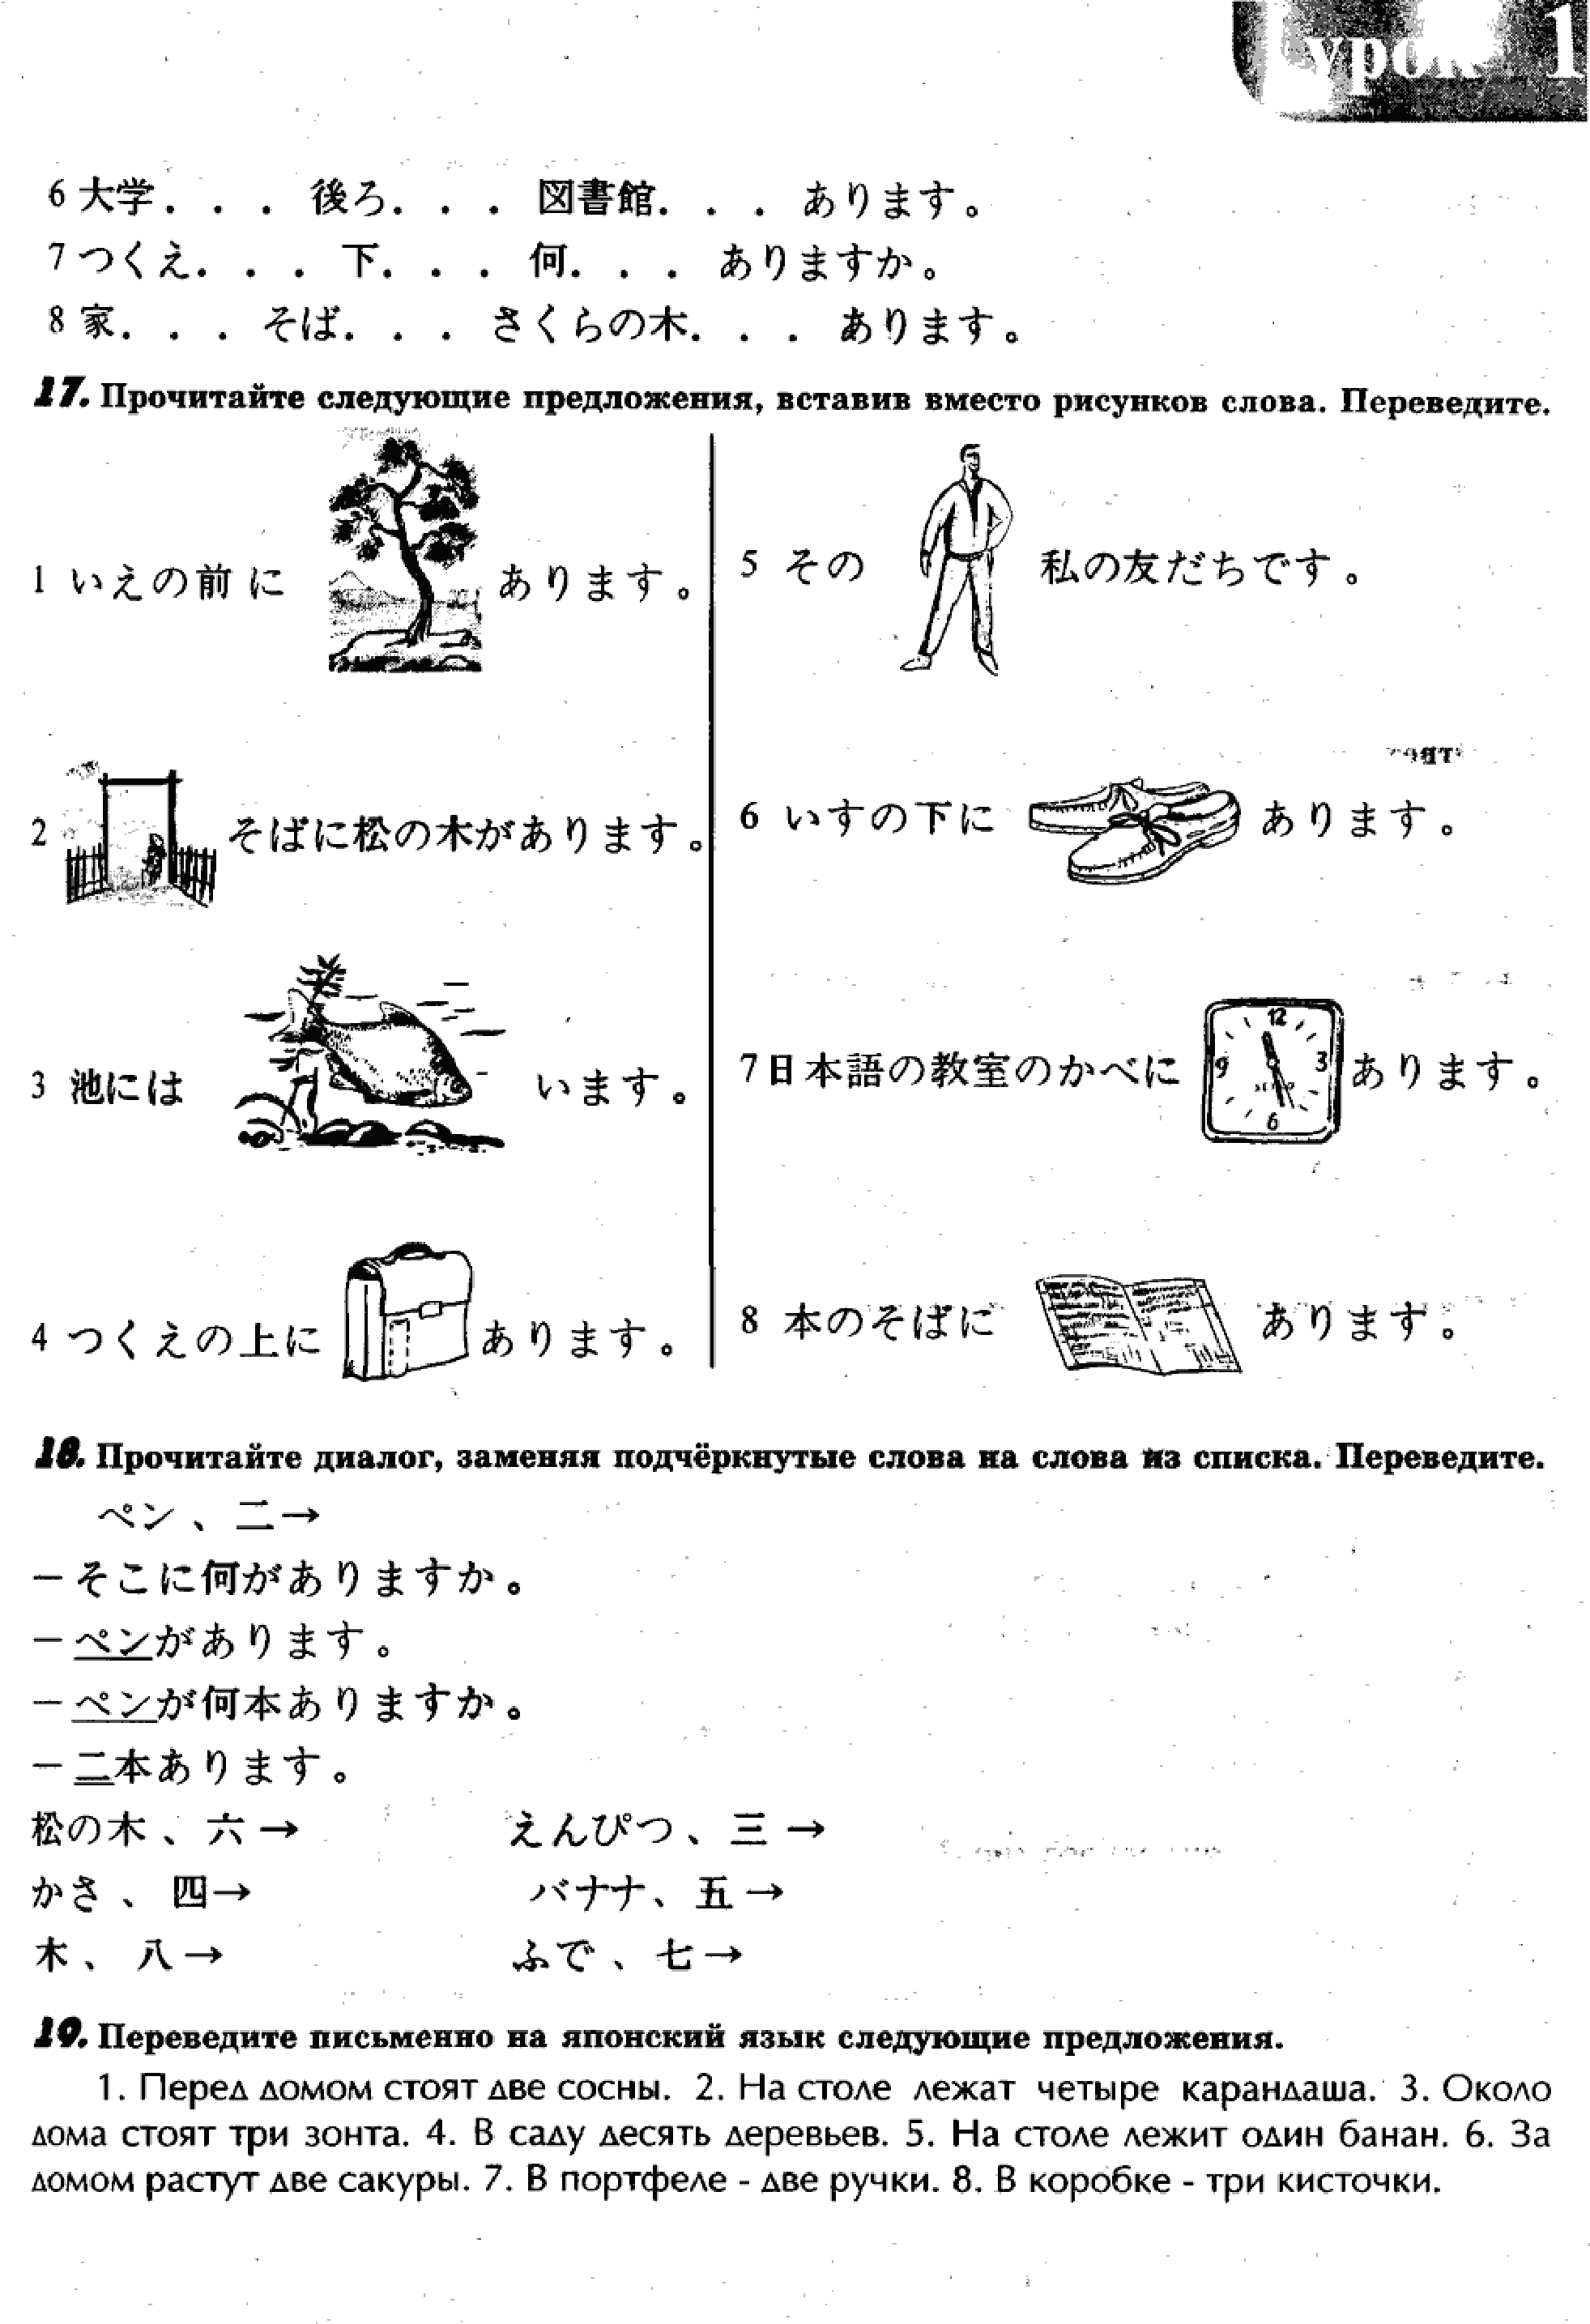 урок 1
6 大学. . . 後ろ. . . 図書館. . . あります。
7 つくえ. . . 下. . . 何. . . ありますか。
8 家. . . そば. . . さくらの木. . . あります。
17. Прочитайте следующие предложения, вставив вместо рисунков слова. Переведите.
1 いえの前に あります。
2 そばに松の木があります。
3 池には います。
4 つくえの上に あります。
5 その 私の友だちです。
6 いすの下に あります。
7 日本語の教室のかべに 12 3 6 9 あります。
8 本のそばに あります。
18. Прочитайте диалог, заменяя подчёркнутые слова на слова из списка. Переведите.
ペン、二→
－そこに何がありますか。
－ペンがあります。
－ペンが何本ありますか。
－二本あります。
松の木、六→ えんぴつ、三→
かさ、四→ バナナ、五→
木、八→ ふで、七→
19. Переведите письменно на японский язык следующие предложения.
1. Перед домом стоят две сосны. 2. На столе лежат четыре карандаша. 3. Около
дома стоят три зонта. 4. В саду десять деревьев. 5. На столе лежит один банан. 6. За
домом растут две сакуры. 7. В портфеле - две ручки. 8. В коробке - три кисточки.